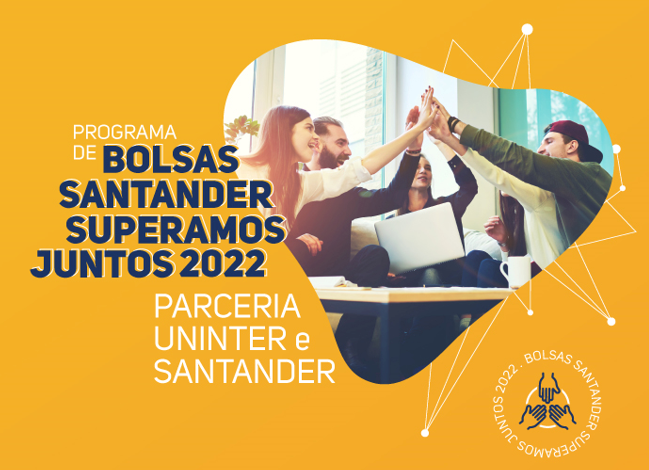 PROGRAMA
DE BOLSAS
SANTANDER
SUPERAMOS
JUNTOS 2022
PARCERIA
UNINTER e
SANTANDER
BOLSAS SANTANDER SUPERAMOS JUNTOS 2022.